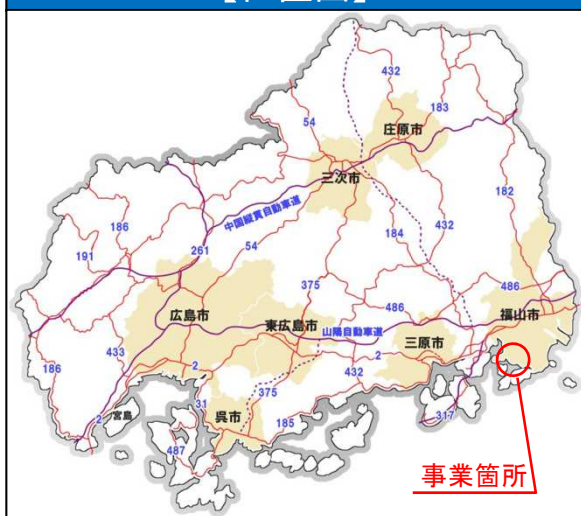 432
183
54
庄原市
三次市
182
中国縦貫自動車道
186
191
261
54
184
432
375
486
486
広島市
東広島市
山陽自動車道
福山市
三原市
433
2
2
186
432
375
31
2
宮島
呉市
185
317
487
事業箇所